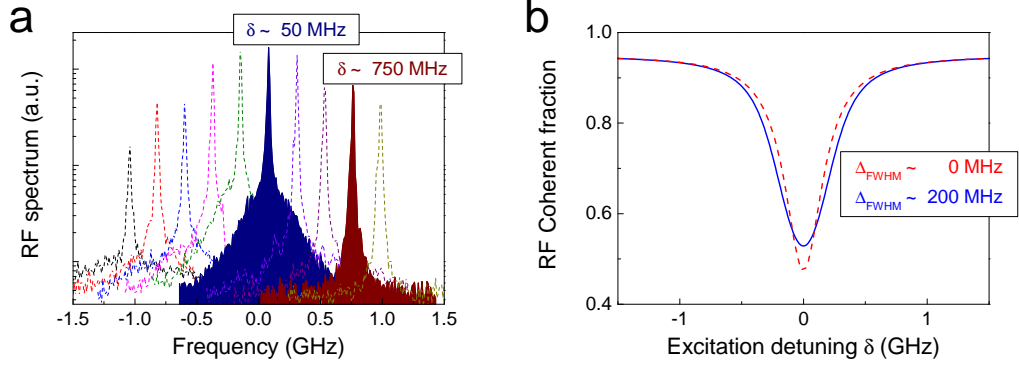 a
δ ~ 50 MHz
δ ~ 750 MHz
RF spectrum (a.u.)
-1.5 -1.0 -0.5 0.0 0.5 1.0 1.5
Frequency (GHz)
b
1.0
0.8
0.6
0.4
RF Coherent fraction
Δ_FWHM ~ 0 MHz
Δ_FWHM ~ 200 MHz
-1 0 1
Excitation detuning δ (GHz)